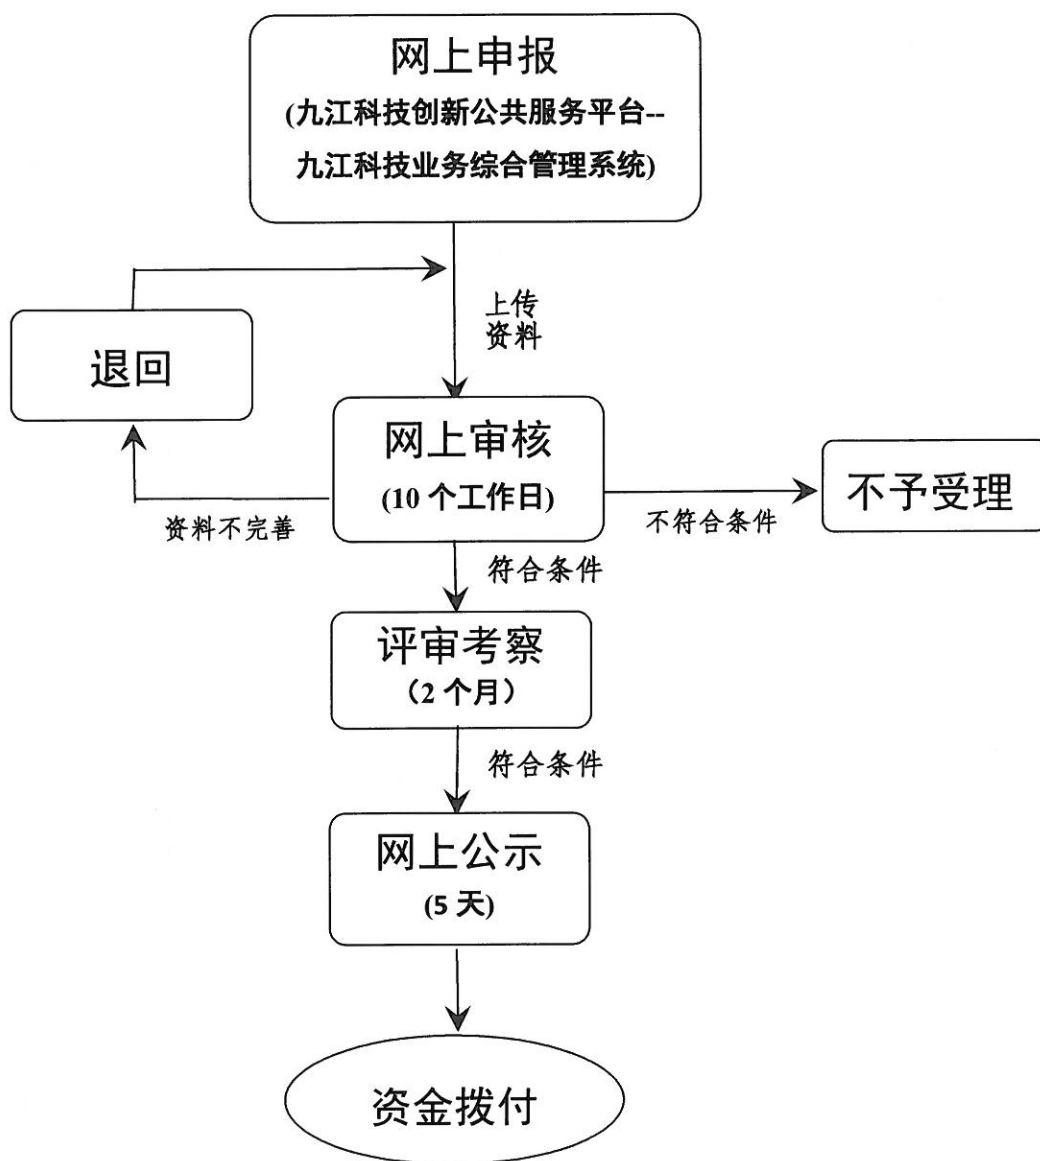 网上申报
(九江科技创新公共服务平台--
九江科技业务综合管理系统)
上传
资料
退回
网上审核
(10 个工作日)
不予受理
资料不完善
不符合条件
符合条件
评审考察
（2 个月）
符合条件
网上公示
(5 天)
资金拨付